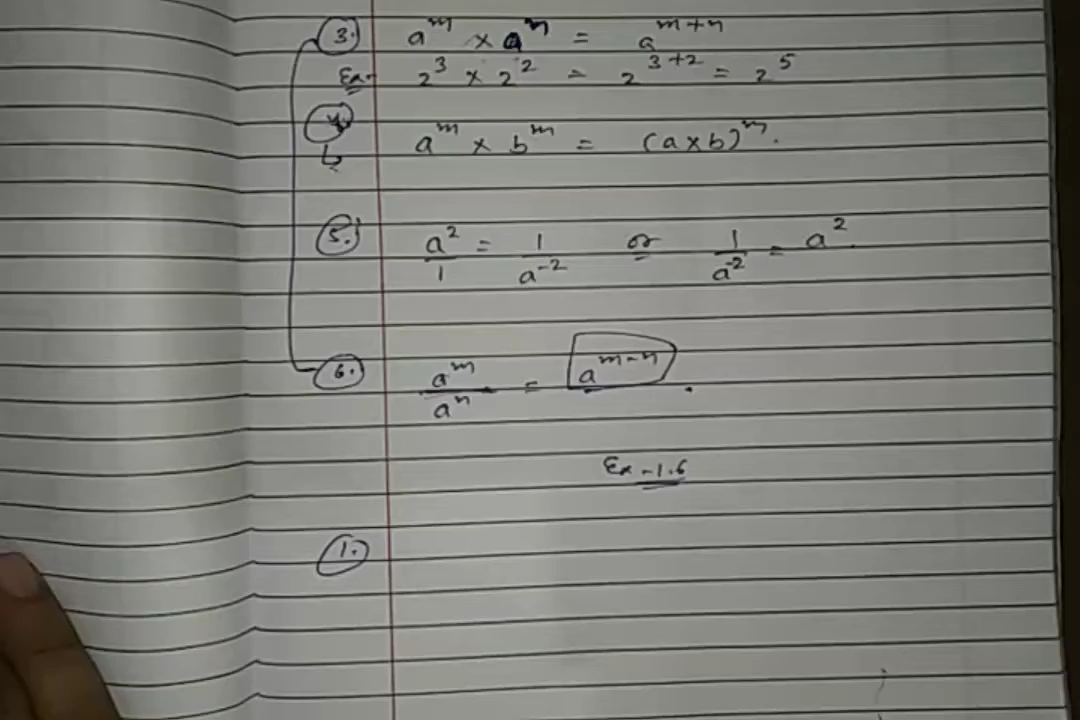 3. a^m × a^n = a^(m+n)
Ex- 2^3 × 2^2 = 2^(3+2) = 2^5
4. a^m × b^m = (a×b)^m.
5. a^2/1 = 1/a^-2 or 1/a^-2 = a^2.
6. a^m/a^n = a^(m-n).
Ex-1.6
1.